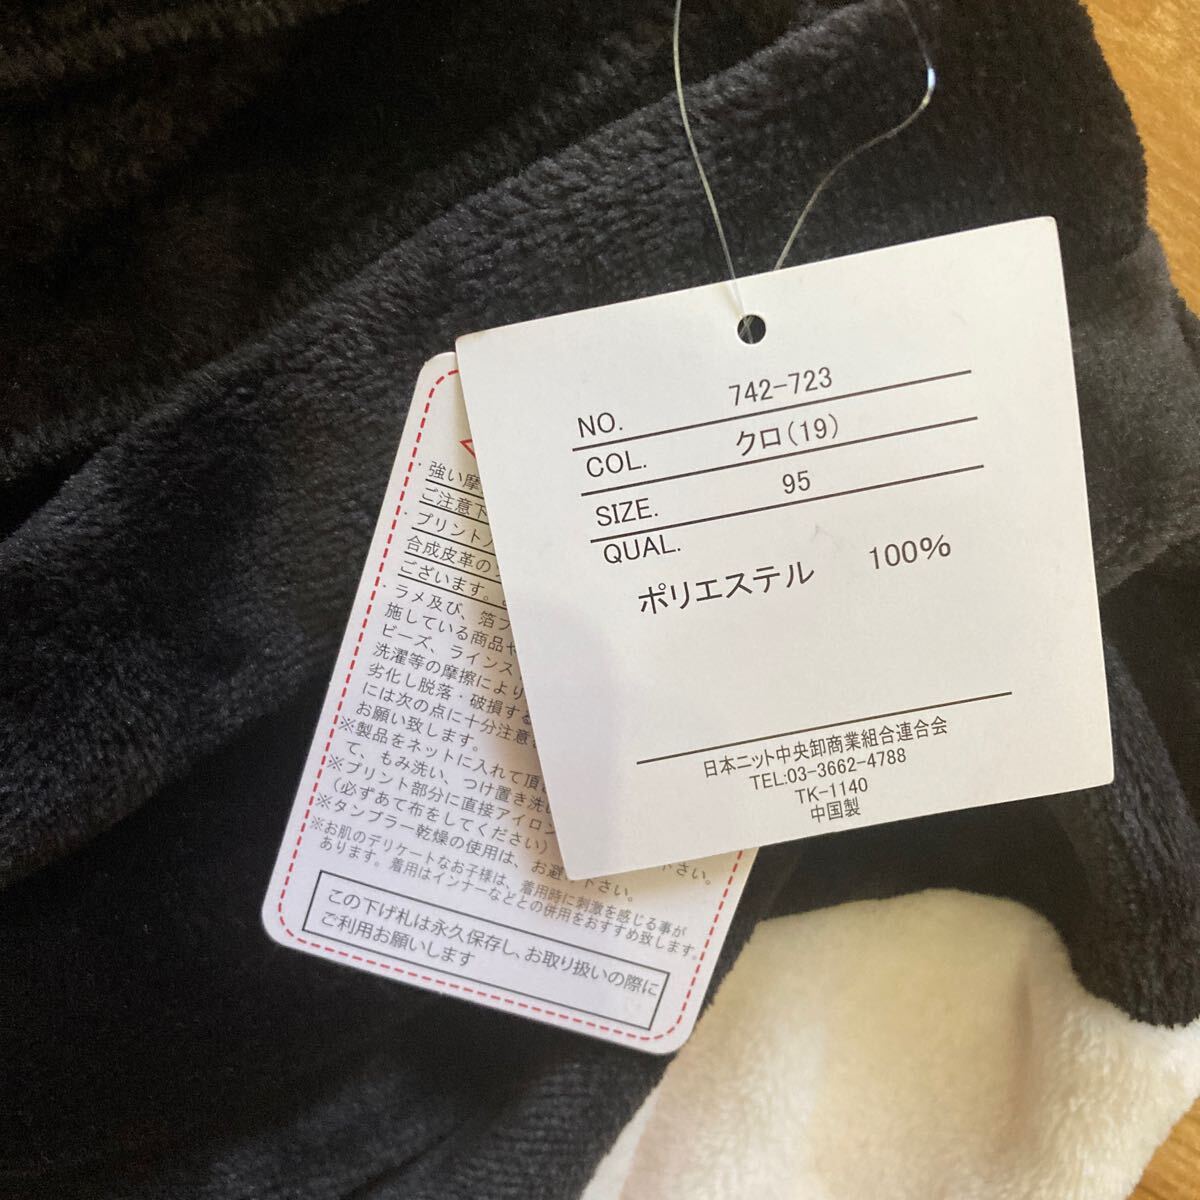 NO. 742-723
COL. クロ(19)
SIZE. 95
QUAL.
ポリエステル 100%
日本ニット中央卸商業組合連合会
TEL:03-3662-4788
TK-1140
中国製
・強い摩
ご注意下
・プリント
合成皮革の
ございます。
・ラメ及び、箔プ
施している商品や
ビーズ、ラインス
洗濯等の摩擦により
劣化し脱落・破損する
には次の点に十分注意
お願い致します。
※製品をネットに入れて頂
て、もみ洗い、つけ置き洗い
さい。
※プリント部分に直接アイロン
(必ずあて布をしてください)
※タンブラー乾燥の使用は、お避け下さい。
※お肌のデリケートなお子様は、着用時に刺激を感じる事が
あります。着用はインナーなどとの併用をおすすめ致します。
この下げ札は永久保存し、お取り扱いの際に
ご利用お願いします